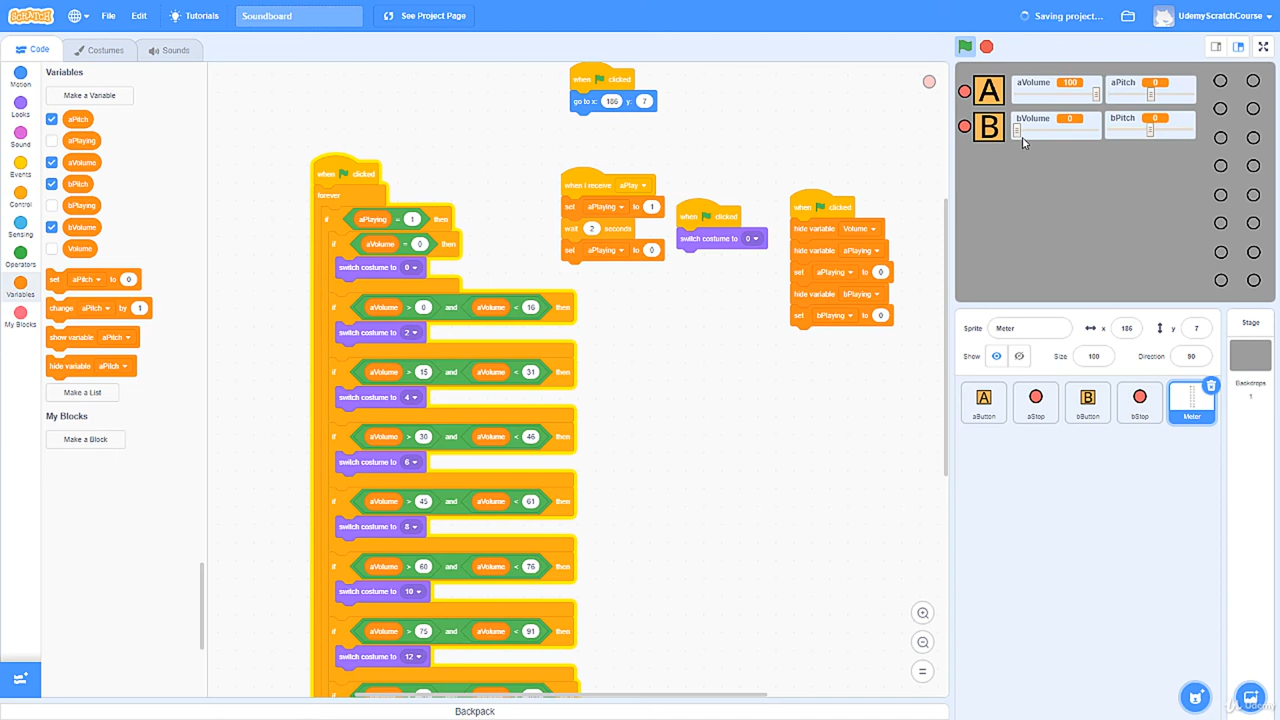 SCRATCH
File
Edit
Tutorials
Soundboard
See Project Page
Saving project...
UdemyScratchCourse
Code
Costumes
Sounds
Motion
Looks
Sound
Events
Control
Sensing
Operators
Variables
My Blocks
Variables
Make a Variable
aPitch
aPlaying
aVolume
bPitch
bPlaying
bVolume
Volume
set aPitch to 0
change aPitch by 1
show variable aPitch
hide variable aPitch
Make a List
My Blocks
Make a Block
when clicked
go to x: 186 y: 7
when clicked
forever
if aPlaying = 1 then
if aVolume = 0 then
switch costume to 0
if aVolume > 0 and aVolume < 16 then
switch costume to 2
if aVolume > 15 and aVolume < 31 then
switch costume to 4
if aVolume > 30 and aVolume < 46 then
switch costume to 6
if aVolume > 45 and aVolume < 61 then
switch costume to 8
if aVolume > 60 and aVolume < 76 then
switch costume to 10
if aVolume > 75 and aVolume < 91 then
switch costume to 12
when I receive aPlay
set aPlaying to 1
wait 2 seconds
set aPlaying to 0
when clicked
switch costume to 0
when clicked
hide variable Volume
hide variable aPlaying
set aPlaying to 0
hide variable bPlaying
set bPlaying to 0
A
aVolume 100
aPitch 0
B
bVolume 0
bPitch 0
Sprite Meter x 186 y 7
Show Size 100 Direction 90
A
aButton
aStop
B
bButton
bStop
Meter
Stage
Backdrops
1
Backpack
Udemy